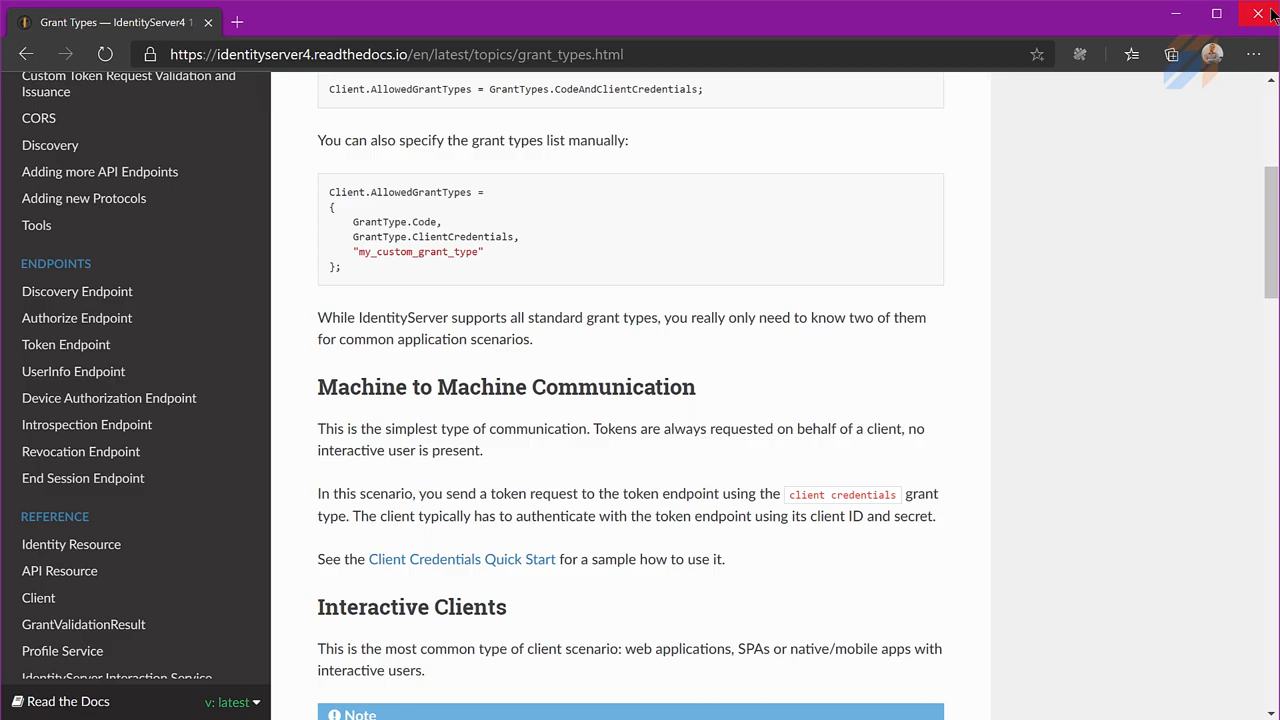 Grant Types — IdentityServer4 1
https://identityserver4.readthedocs.io/en/latest/topics/grant_types.html
Custom Token Request Validation and
Issuance
CORS
Discovery
Adding more API Endpoints
Adding new Protocols
Tools
ENDPOINTS
Discovery Endpoint
Authorize Endpoint
Token Endpoint
UserInfo Endpoint
Device Authorization Endpoint
Introspection Endpoint
Revocation Endpoint
End Session Endpoint
REFERENCE
Identity Resource
API Resource
Client
GrantValidationResult
Profile Service
IdentityServer Interaction Service
Read the Docs
v: latest
Client.AllowedGrantTypes = GrantTypes.CodeAndClientCredentials;
You can also specify the grant types list manually:
Client.AllowedGrantTypes =
{
GrantType.Code,
GrantType.ClientCredentials,
"my_custom_grant_type"
};
While IdentityServer supports all standard grant types, you really only need to know two of them
for common application scenarios.
Machine to Machine Communication
This is the simplest type of communication. Tokens are always requested on behalf of a client, no
interactive user is present.
In this scenario, you send a token request to the token endpoint using the client credentials grant
type. The client typically has to authenticate with the token endpoint using its client ID and secret.
See the Client Credentials Quick Start for a sample how to use it.
Interactive Clients
This is the most common type of client scenario: web applications, SPAs or native/mobile apps with
interactive users.
Note